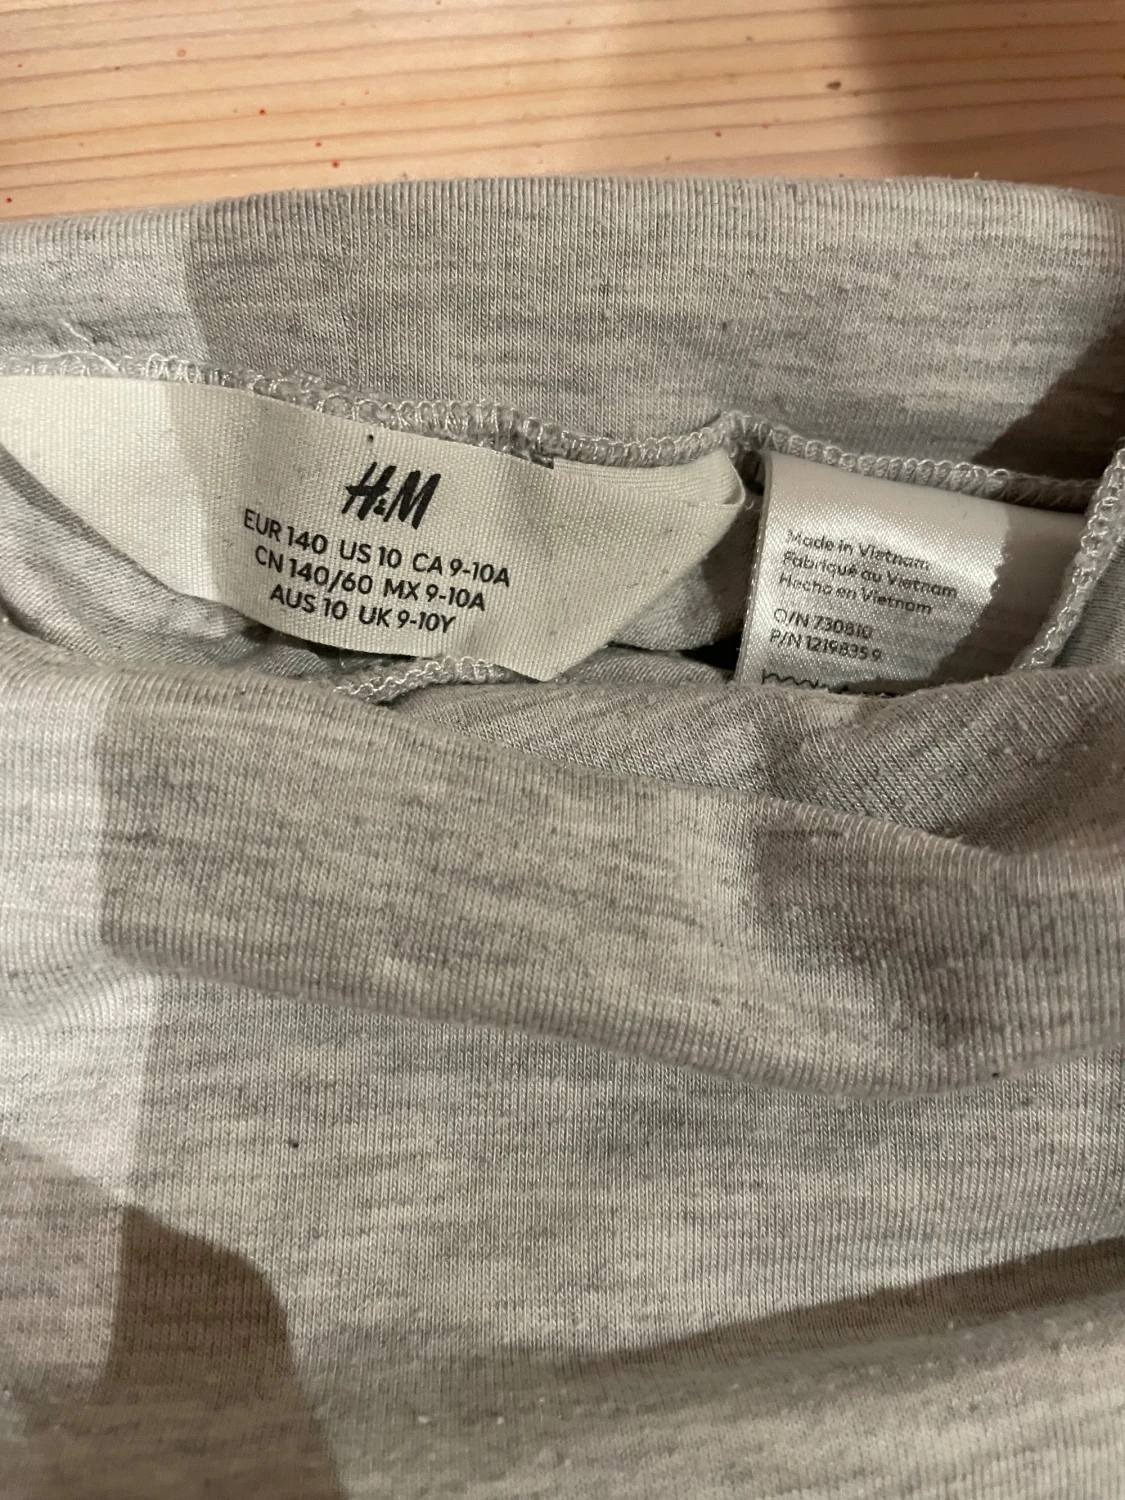 H&M
EUR 140 US 10 CA 9-10A
CN 140/60 MX 9-10A
AUS 10 UK 9-10Y
Made in Vietnam
Fabriqué au Vietnam
Hecho en Vietnam
O/N 730810
P/N 1219835 9